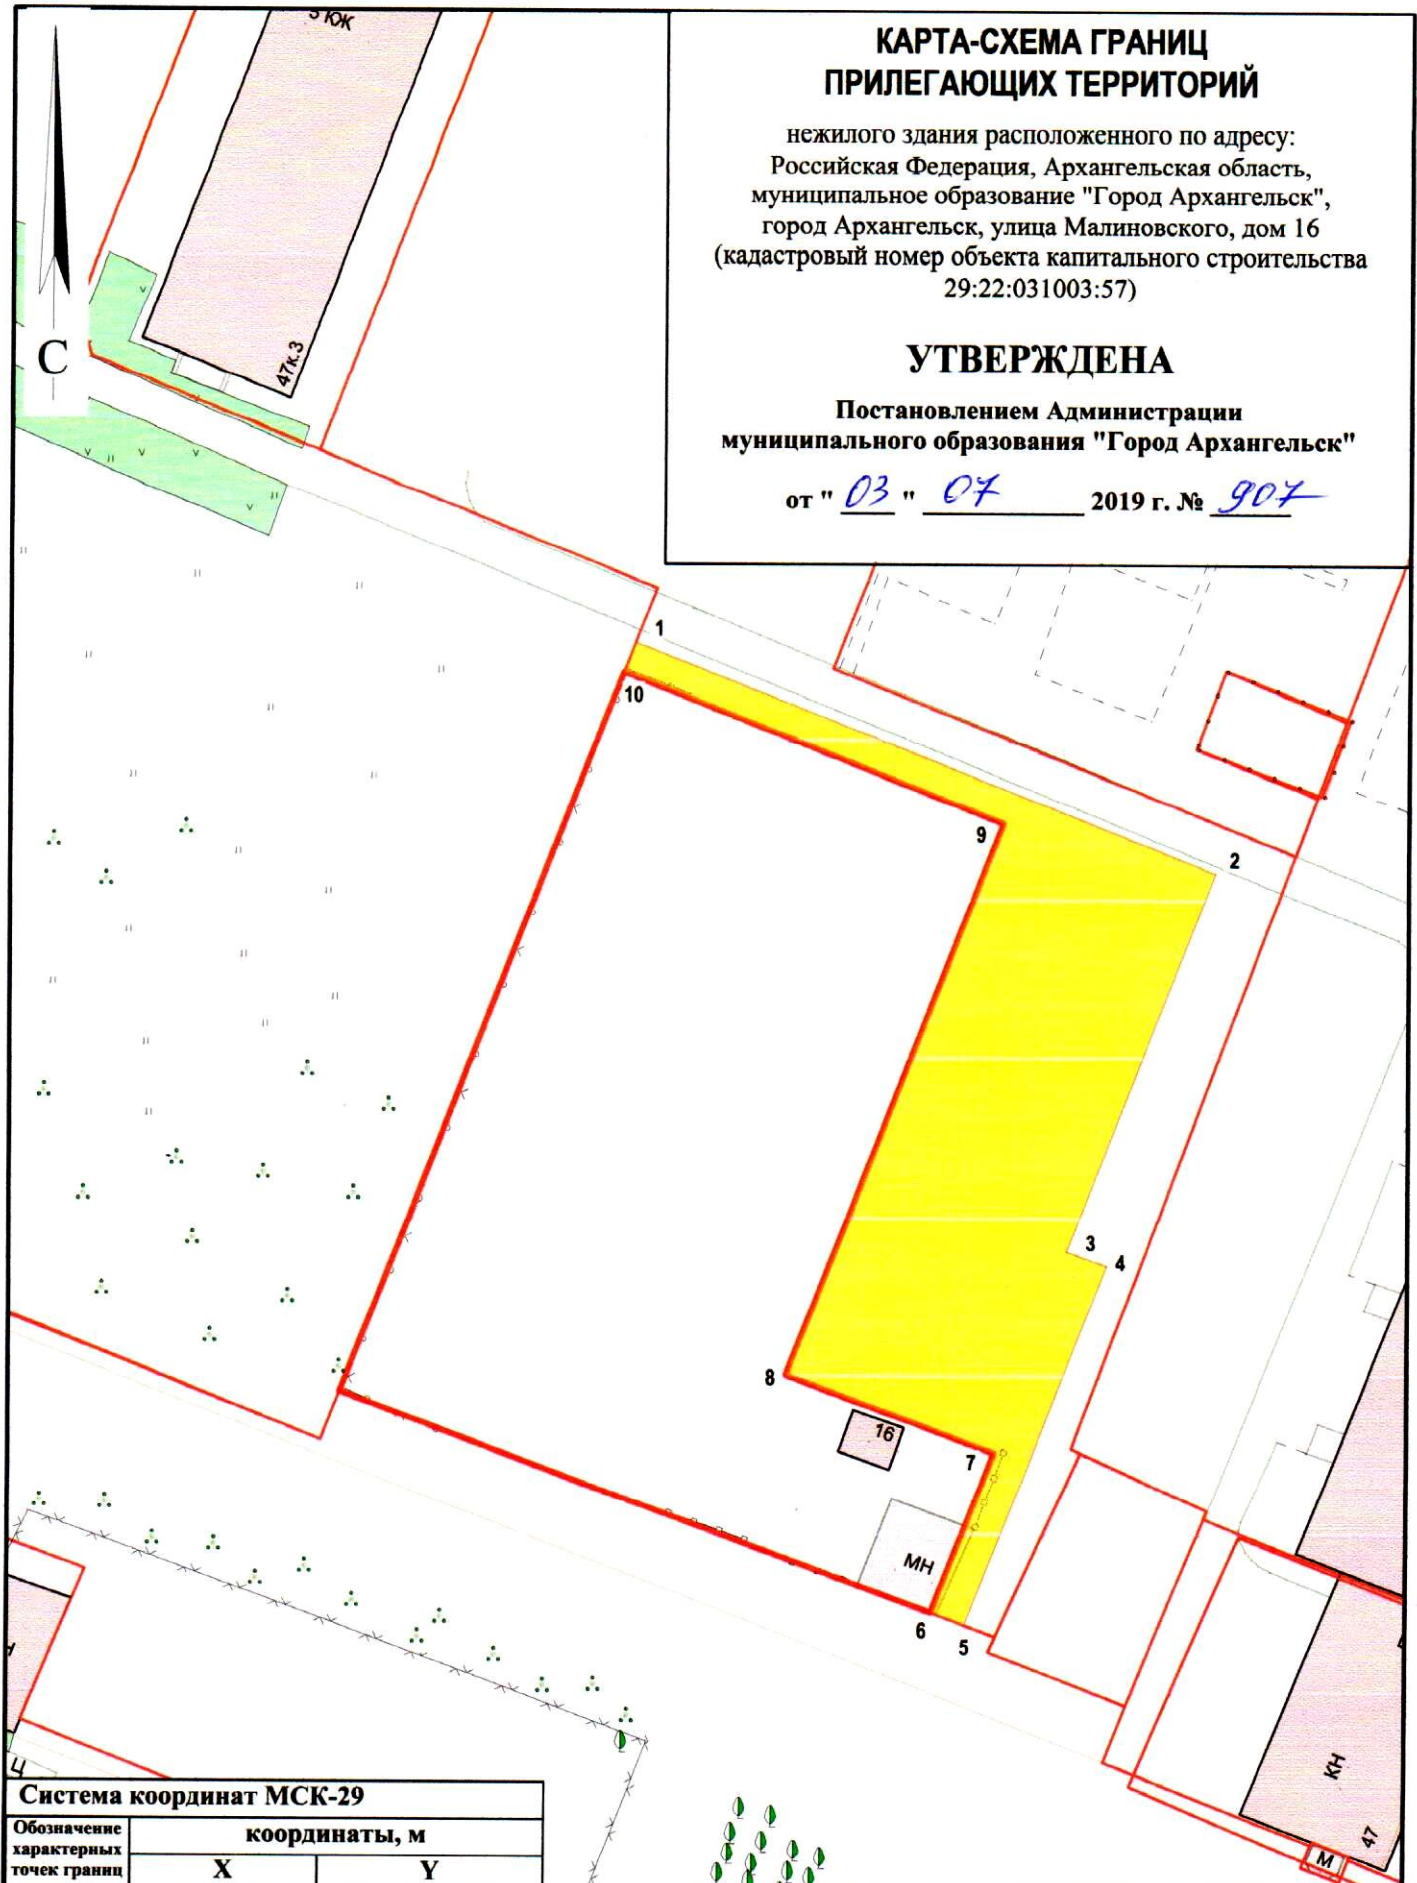 5 КЖ
КАРТА-СХЕМА ГРАНИЦ
ПРИЛЕГАЮЩИХ ТЕРРИТОРИЙ
нежилого здания расположенного по адресу:
Российская Федерация, Архангельская область,
муниципальное образование "Город Архангельск",
город Архангельск, улица Малиновского, дом 16
(кадастровый номер объекта капитального строительства
29:22:031003:57)
УТВЕРЖДЕНА
Постановлением Администрации
муниципального образования "Город Архангельск"
от " 03 " 07 2019 г. № 907
С
47к.3
1
10
9
2
3
4
8
16
7
МН
6
5
КН
47
М
Ц
Система координат МСК-29
Обозначение
характерных
точек границ
координаты, м
X
Y